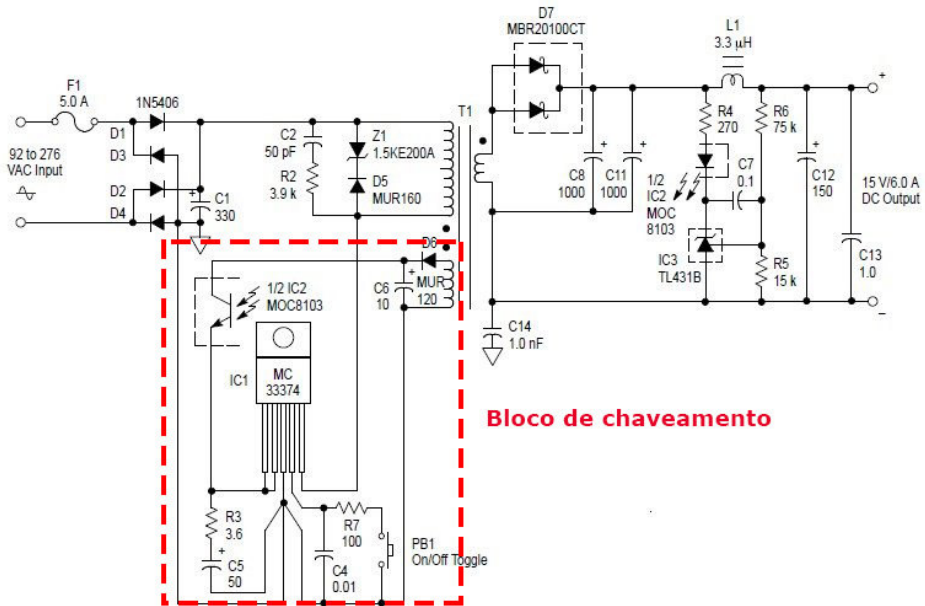 F1
5.0 A
92 to 276
VAC Input
1N5406
D1
D3
D2
D4
+
C1
330
C2
50 pF
R2
3.9 k
Z1
1.5KE200A
D5
MUR160
T1
D7
MBR20100CT
+
C8
1000
+
C11
1000
L1
3.3 µH
R4
270
R6
75 k
1/2
IC2
MOC
8103
C7
0.1
IC3
TL431B
R5
15 k
+
C12
150
+
15 V/6.0 A
DC Output
C13
1.0
–
C14
1.0 nF
D6
MUR
120
+
C6
10
1/2 IC2
MOC8103
IC1
MC
33374
R3
3.6
+
C5
50
C4
0.01
R7
100
PB1
On/Off Toggle
Bloco de chaveamento